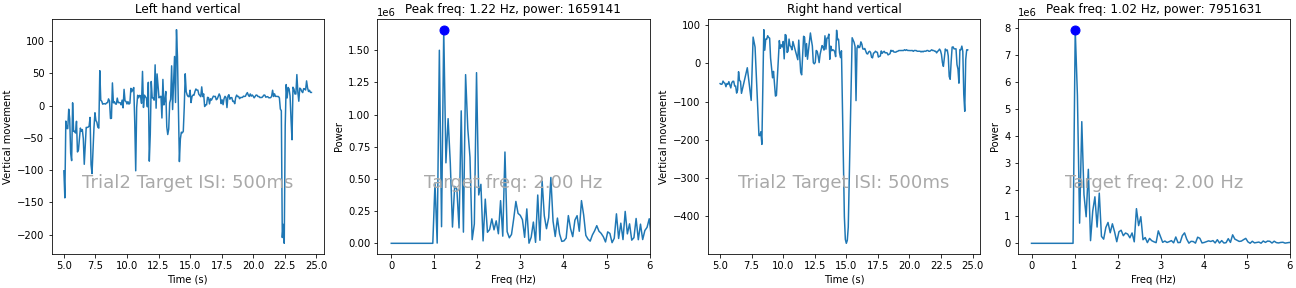 Left hand vertical
Vertical movement
100
50
0
−50
−100
−150
−200
Trial2 Target ISI: 500ms
5.0 7.5 10.0 12.5 15.0 17.5 20.0 22.5 25.0
Time (s)
Peak freq: 1.22 Hz, power: 1659141
1e6
Power
1.50
1.25
1.00
0.75
0.50
0.25
0.00
Target freq: 2.00 Hz
0 1 2 3 4 5 6
Freq (Hz)
Right hand vertical
Vertical movement
100
0
−100
−200
−300
−400
Trial2 Target ISI: 500ms
5.0 7.5 10.0 12.5 15.0 17.5 20.0 22.5 25.0
Time (s)
Peak freq: 1.02 Hz, power: 7951631
1e6
Power
8
7
6
5
4
3
2
1
0
Target freq: 2.00 Hz
0 1 2 3 4 5 6
Freq (Hz)